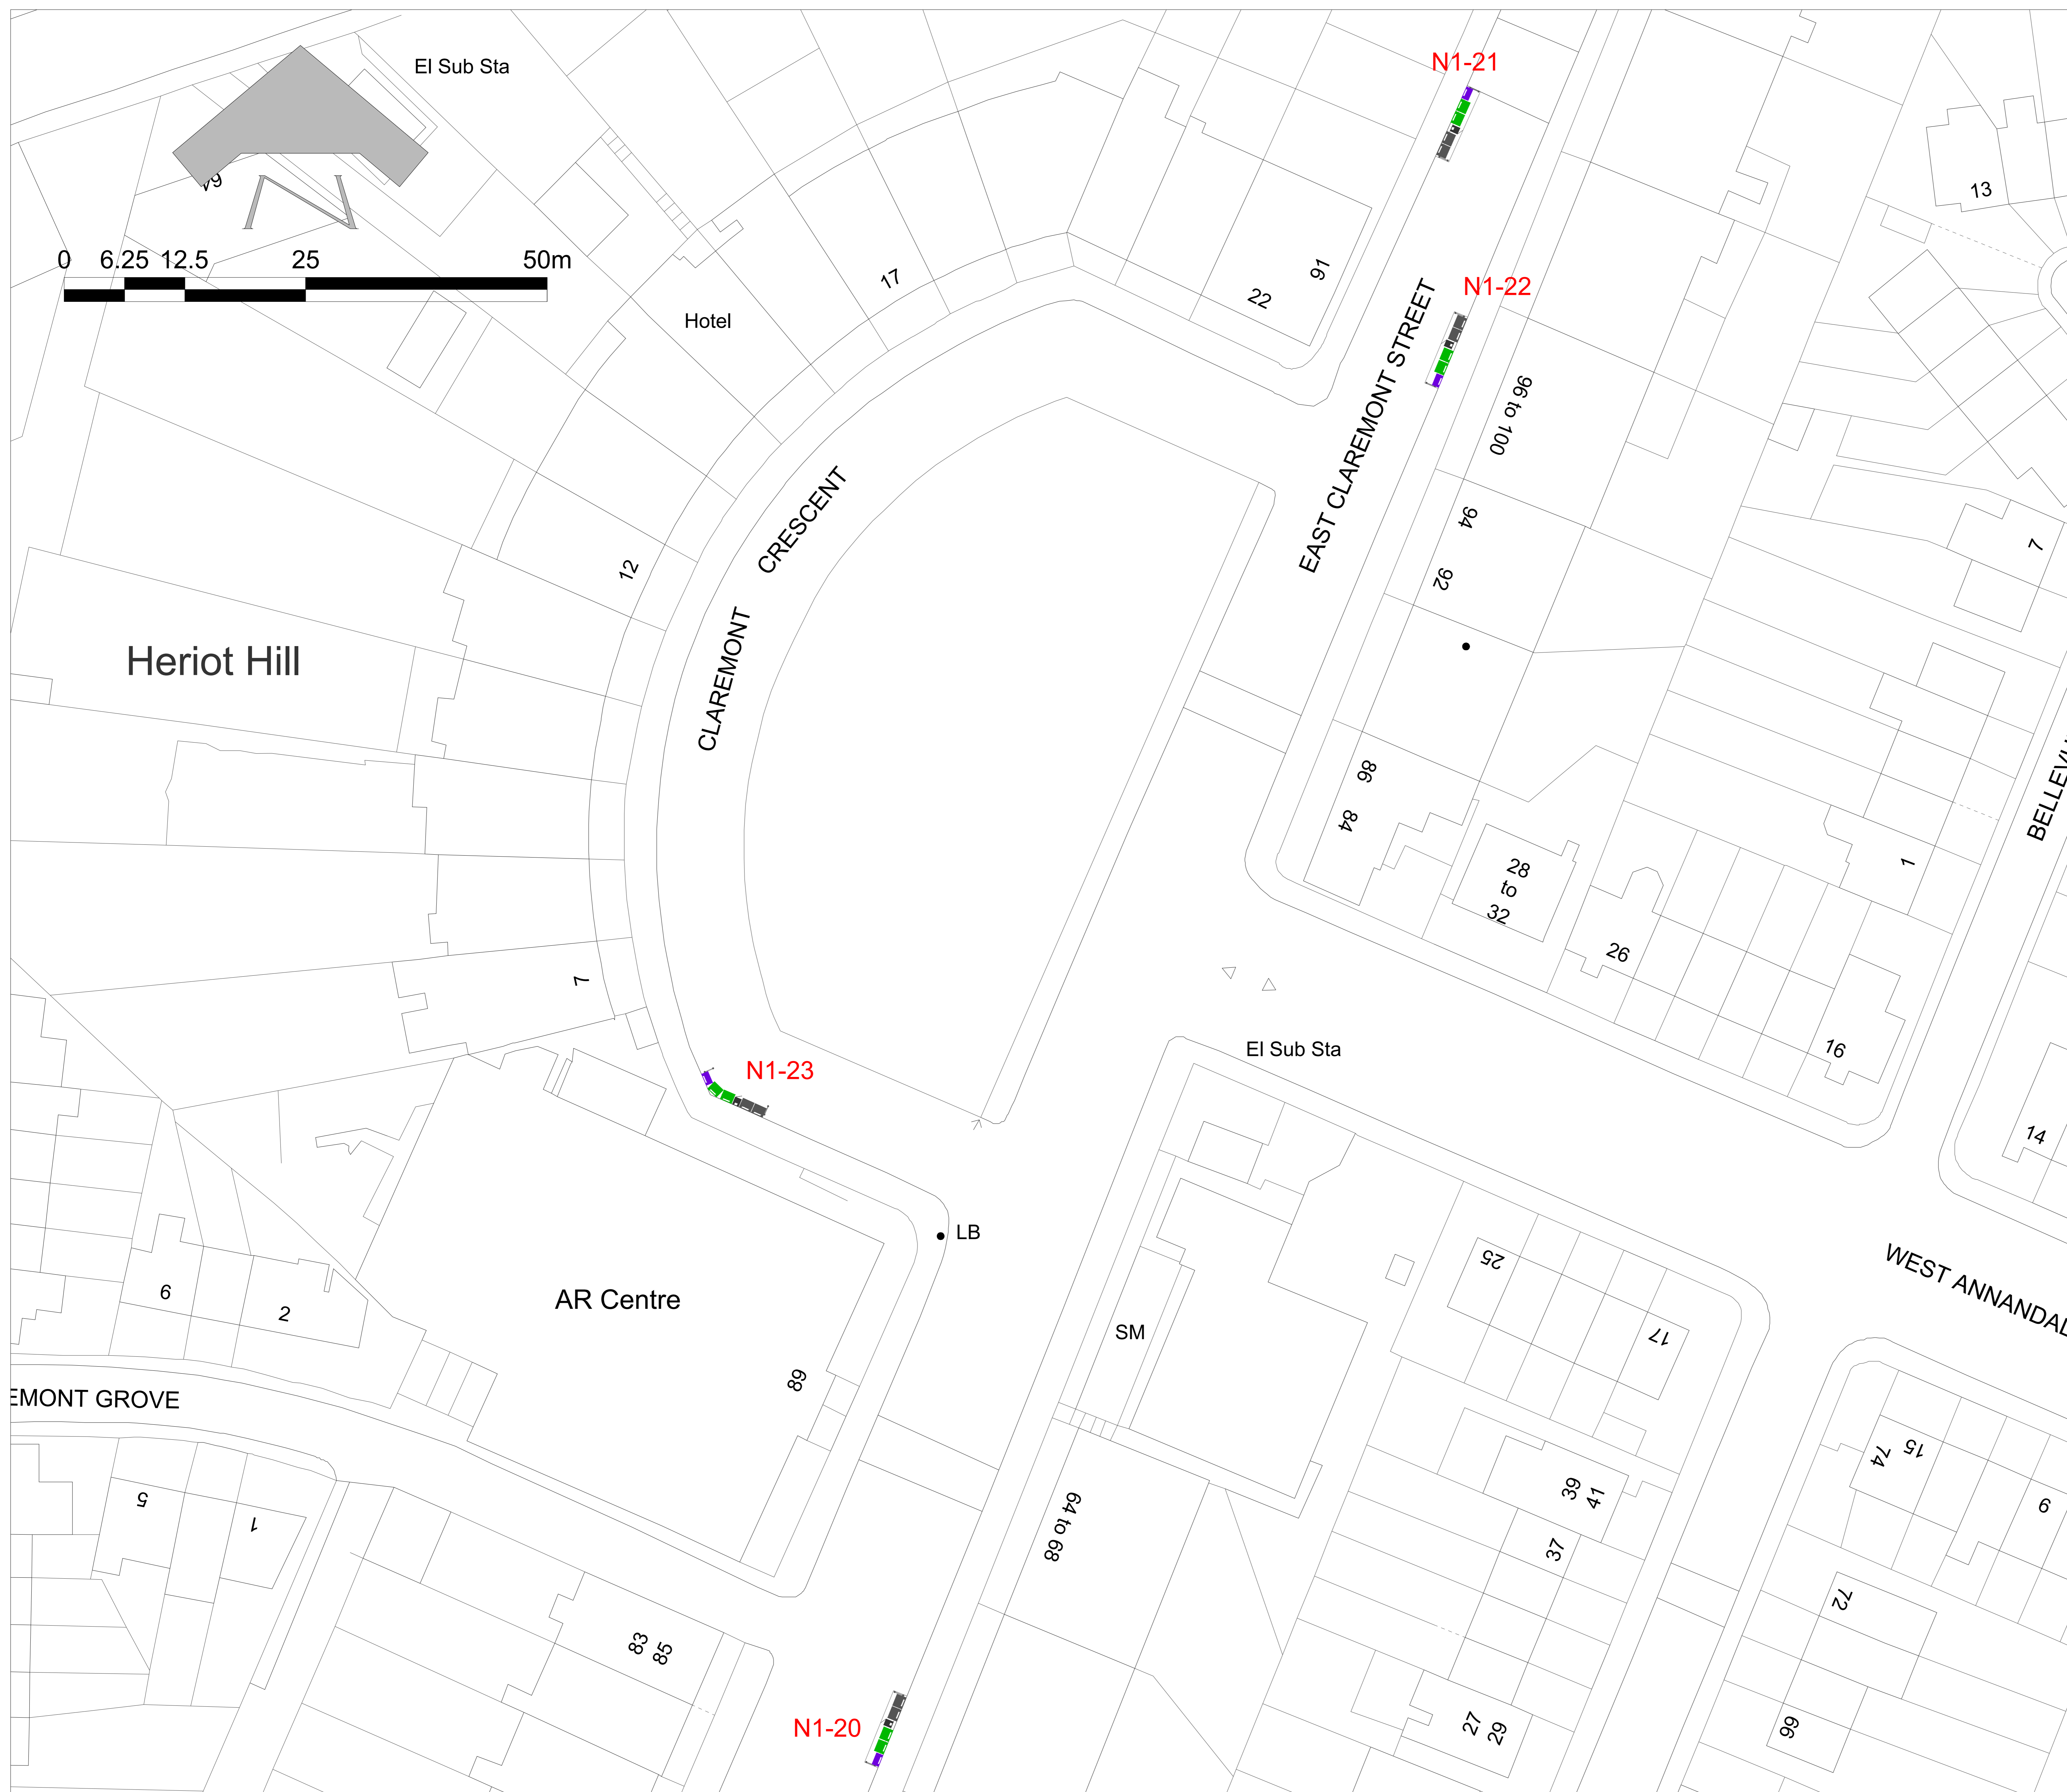 N1-21
El Sub Sta
13
0 6.25 12.5 25 50m
N1-22
91
22
17
Hotel
EAST CLAREMONT STREET
96 to 100
94
92
7
CRESCENT
12
CLAREMONT
Heriot Hill
86
84
28
to
32
1
26
16
7
El Sub Sta
N1-23
14
LB
6
2
AR Centre
SM
25
17
68
EMONT GROVE
64 to 68
5
1
39
41
37
74
15
9
72
83
85
27
29
66
N1-20